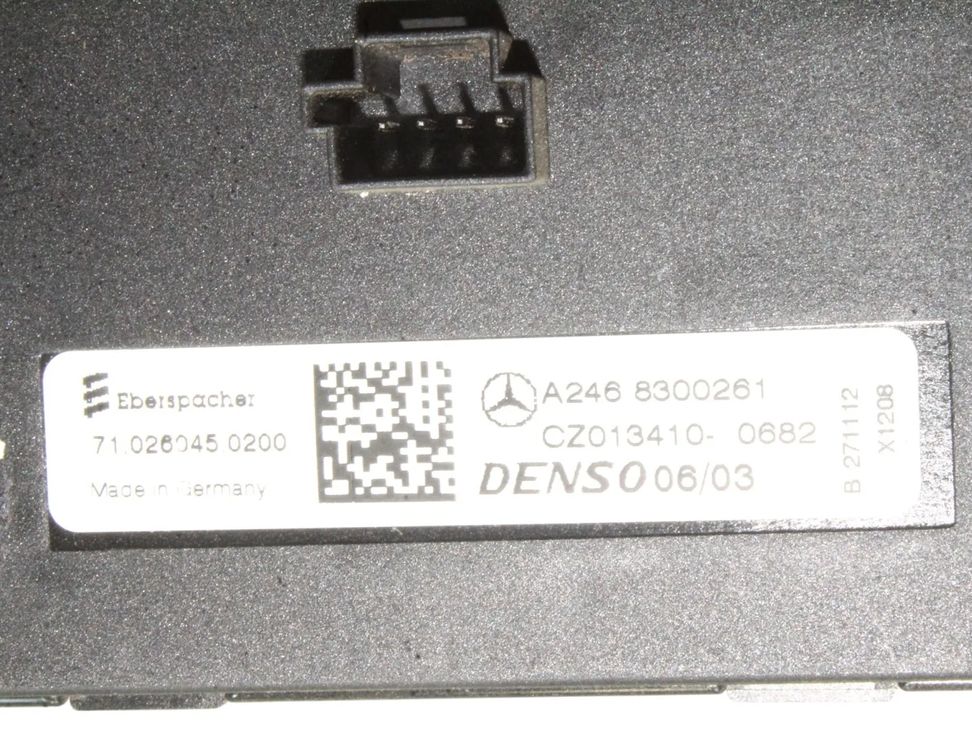 Eberspächer
71.026045.0200
Made in Germany
A246 8300261
CZ013410- 0682
DENSO 06/03
B 271112
X1208